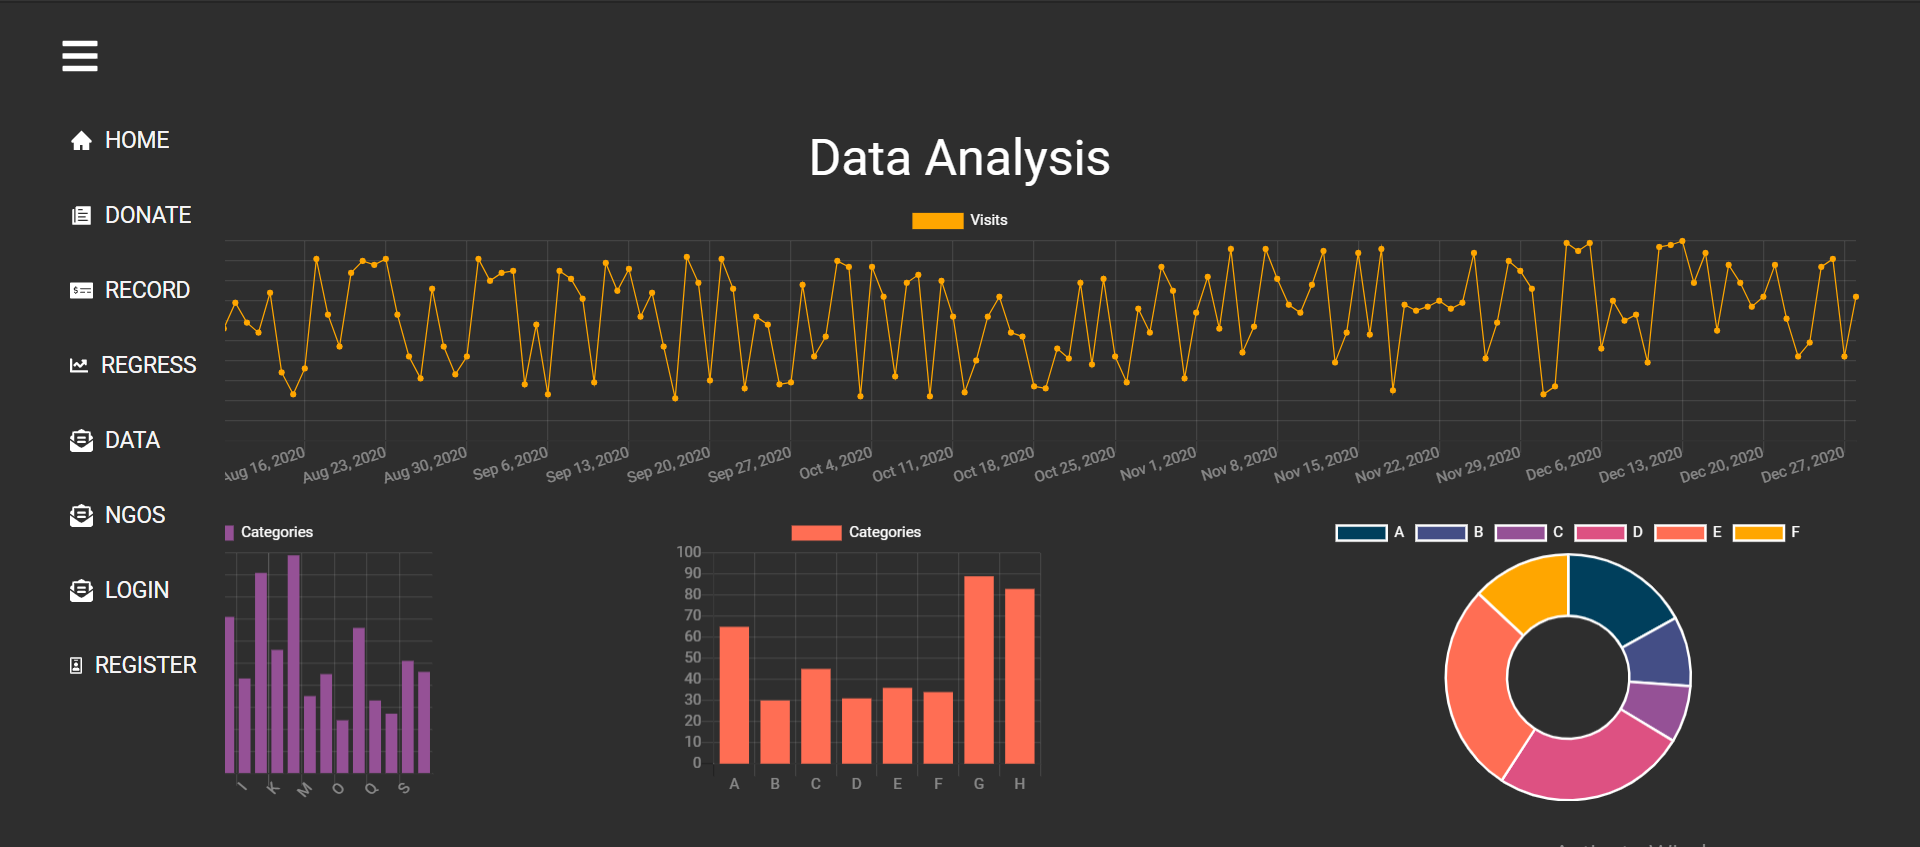 HOME
DONATE
RECORD
REGRESS
DATA
NGOS
LOGIN
REGISTER
Data Analysis
Visits
Aug 16, 2020 Aug 23, 2020 Aug 30, 2020 Sep 6, 2020 Sep 13, 2020 Sep 20, 2020 Sep 27, 2020 Oct 4, 2020 Oct 11, 2020 Oct 18, 2020 Oct 25, 2020 Nov 1, 2020 Nov 8, 2020 Nov 15, 2020 Nov 22, 2020 Nov 29, 2020 Dec 6, 2020 Dec 13, 2020 Dec 20, 2020 Dec 27, 2020
Categories
I K M O Q S
Categories
100
90
80
70
60
50
40
30
20
10
0
A B C D E F G H
A B C D E F